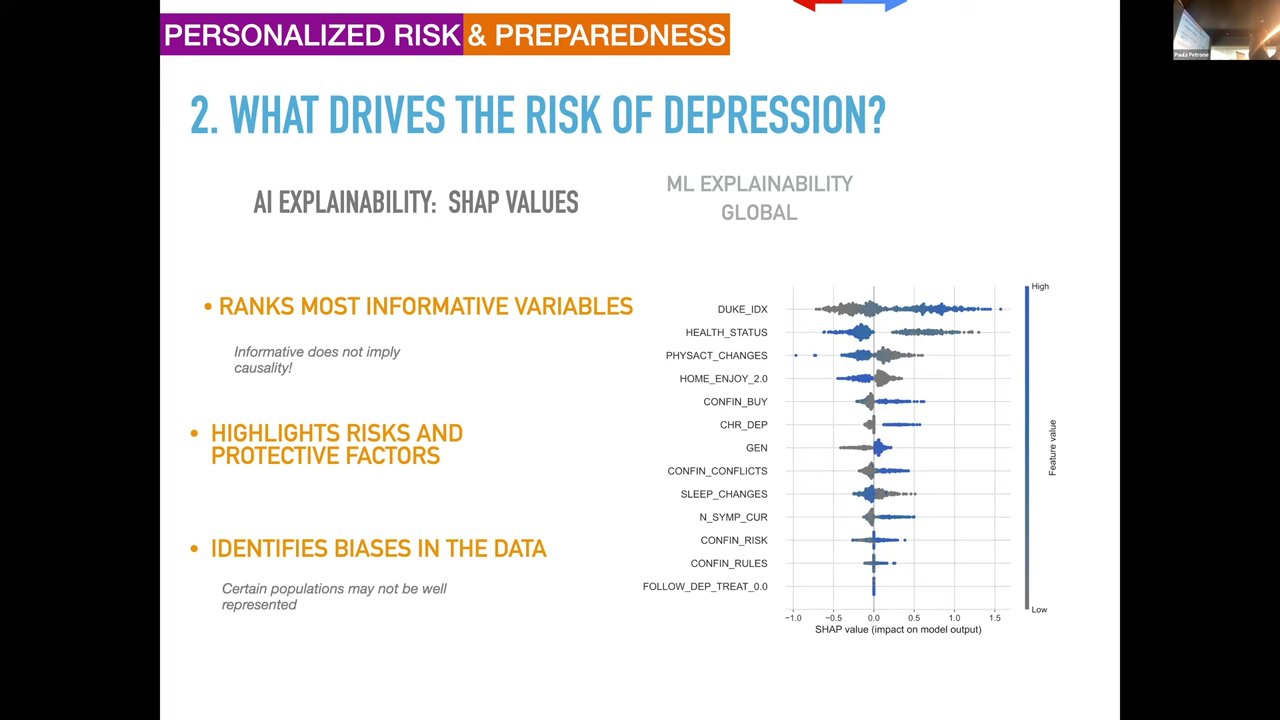 PERSONALIZED RISK & PREPAREDNESS
Paula Petrone
2. WHAT DRIVES THE RISK OF DEPRESSION?
AI EXPLAINABILITY: SHAP VALUES
ML EXPLAINABILITY
GLOBAL
• RANKS MOST INFORMATIVE VARIABLES
Informative does not imply
causality!
• HIGHLIGHTS RISKS AND
PROTECTIVE FACTORS
• IDENTIFIES BIASES IN THE DATA
Certain populations may not be well
represented
High
DUKE_IDX
HEALTH_STATUS
PHYSACT_CHANGES
HOME_ENJOY_2.0
CONFIN_BUY
CHR_DEP
GEN
CONFIN_CONFLICTS
SLEEP_CHANGES
N_SYMP_CUR
CONFIN_RISK
CONFIN_RULES
FOLLOW_DEP_TREAT_0.0
Feature value
Low
−1.0 −0.5 0.0 0.5 1.0 1.5
SHAP value (impact on model output)